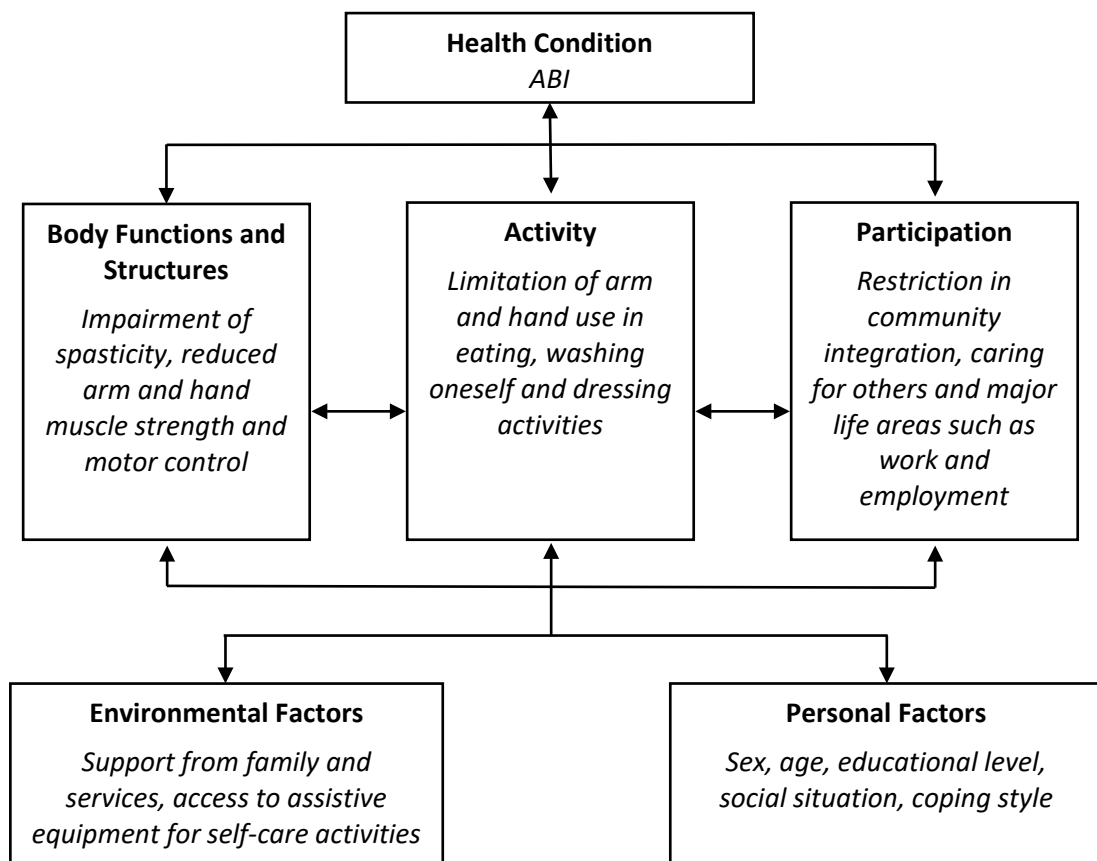 Health Condition
ABI
Body Functions and
Structures
Impairment of
spasticity, reduced
arm and hand
muscle strength and
motor control
Activity
Limitation of arm
and hand use in
eating, washing
oneself and dressing
activities
Participation
Restriction in
community
integration, caring
for others and major
life areas such as
work and
employment
Environmental Factors
Support from family and
services, access to assistive
equipment for self-care activities
Personal Factors
Sex, age, educational level,
social situation, coping style